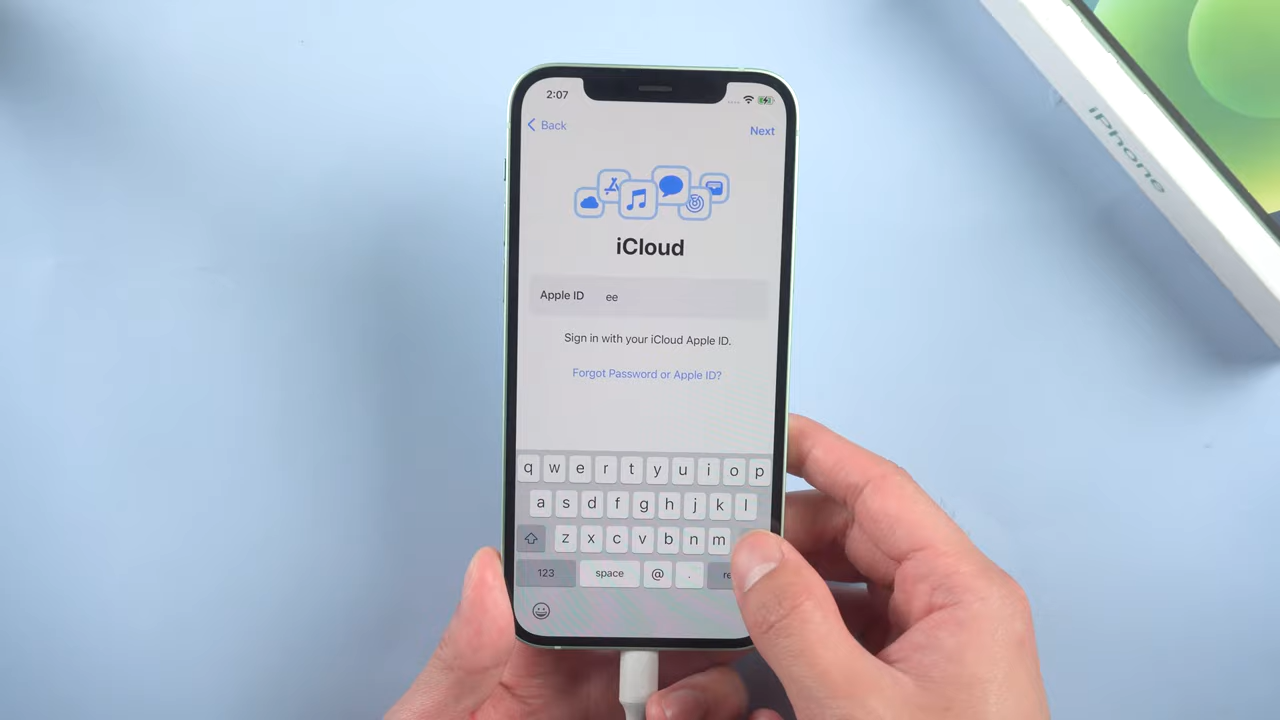 2:07
Back
Next
iPhone
iCloud
Apple ID ee
Sign in with your iCloud Apple ID.
Forgot Password or Apple ID?
q w e r t y u i o p
a s d f g h j k l
z x c v b n m
123 space @ . re